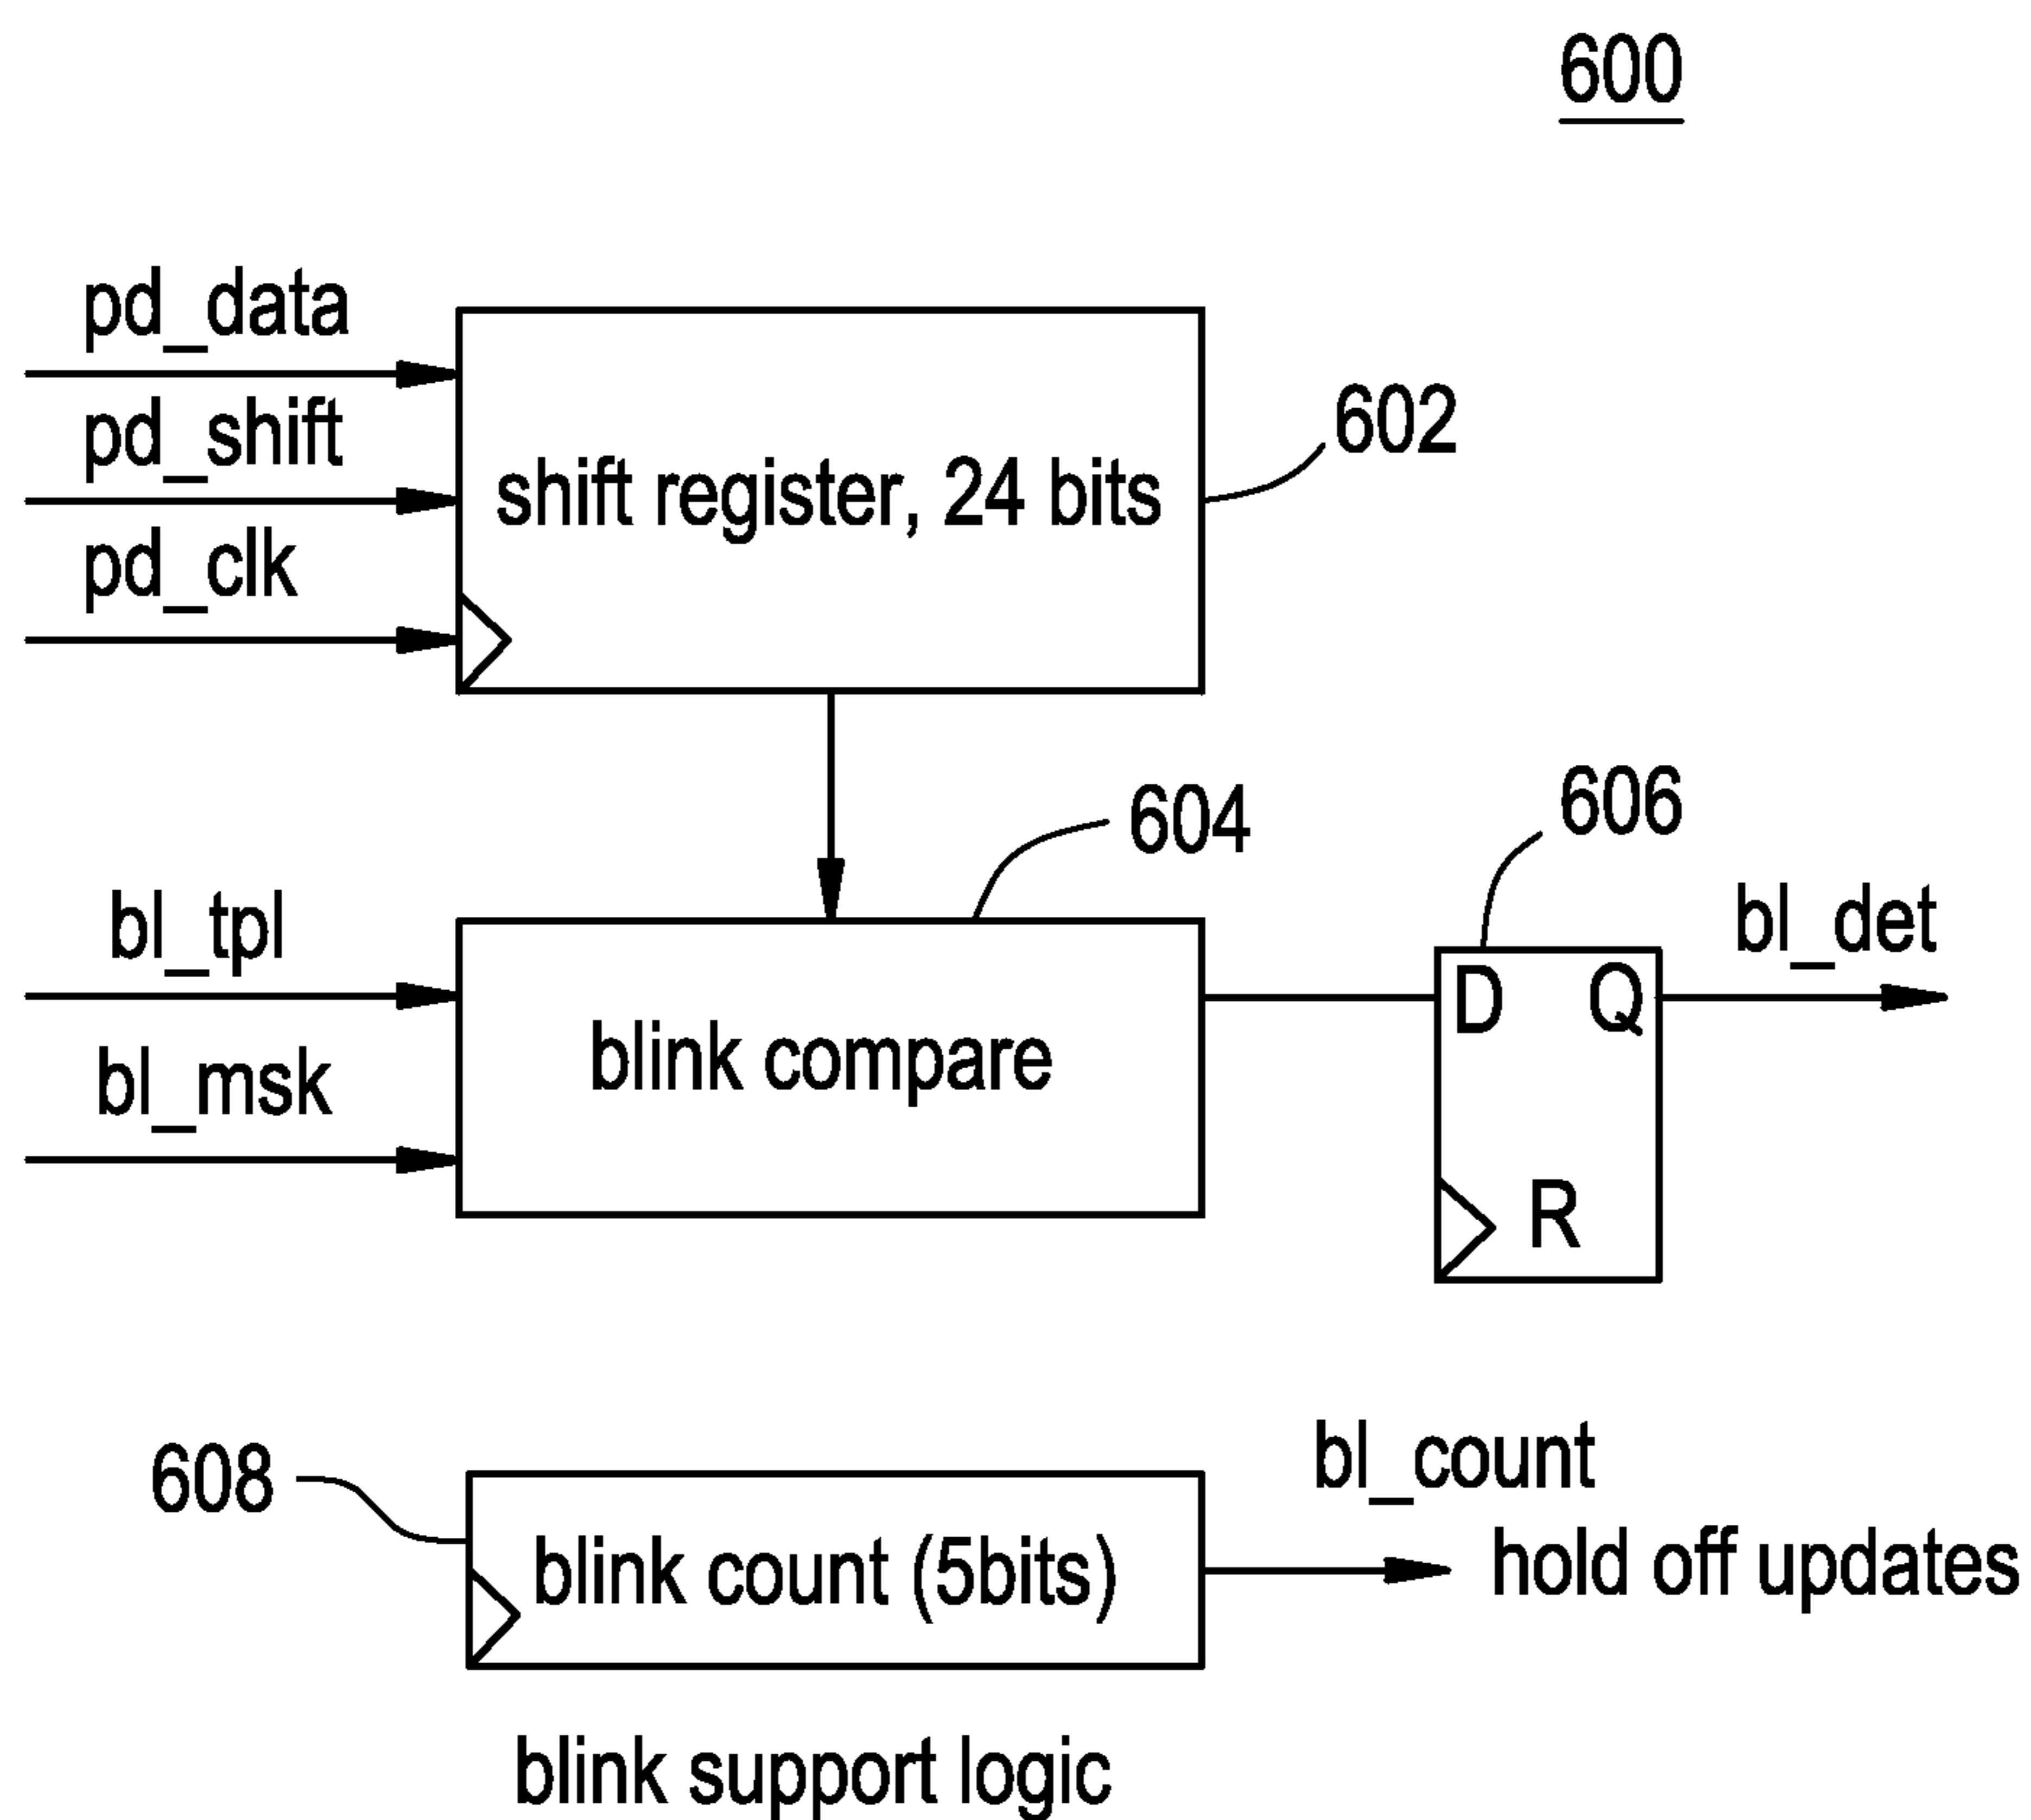 600
pd_data
pd_shift
pd_clk
shift register, 24 bits
602
604
606
bl_tpl
bl_msk
blink compare
D Q
R
bl_det
608
blink count (5bits)
bl_count
hold off updates
blink support logic